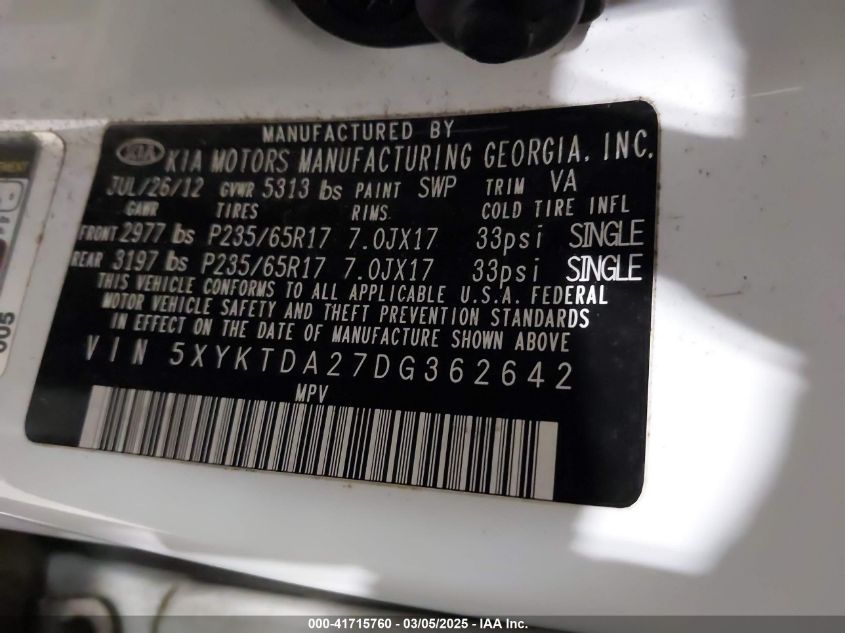 MANUFACTURED BY
KIA KIA MOTORS MANUFACTURING GEORGIA, INC.
JUL/26/12 GVWR 5313 lbs PAINT SWP TRIM VA
GAWR TIRES RIMS COLD TIRE INFL
FRONT 2977 lbs P235/65R17 7.0JX17 33psi SINGLE
REAR 3197 lbs P235/65R17 7.0JX17 33psi SINGLE
THIS VEHICLE CONFORMS TO ALL APPLICABLE U.S.A. FEDERAL
MOTOR VEHICLE SAFETY AND THEFT PREVENTION STANDARDS
IN EFFECT ON THE DATE OF MANUFACTURE SHOWN ABOVE
VIN 5XYKTDA27DG362642
MPV
005
000-41715760 - 03/05/2025 - © IAA Inc.